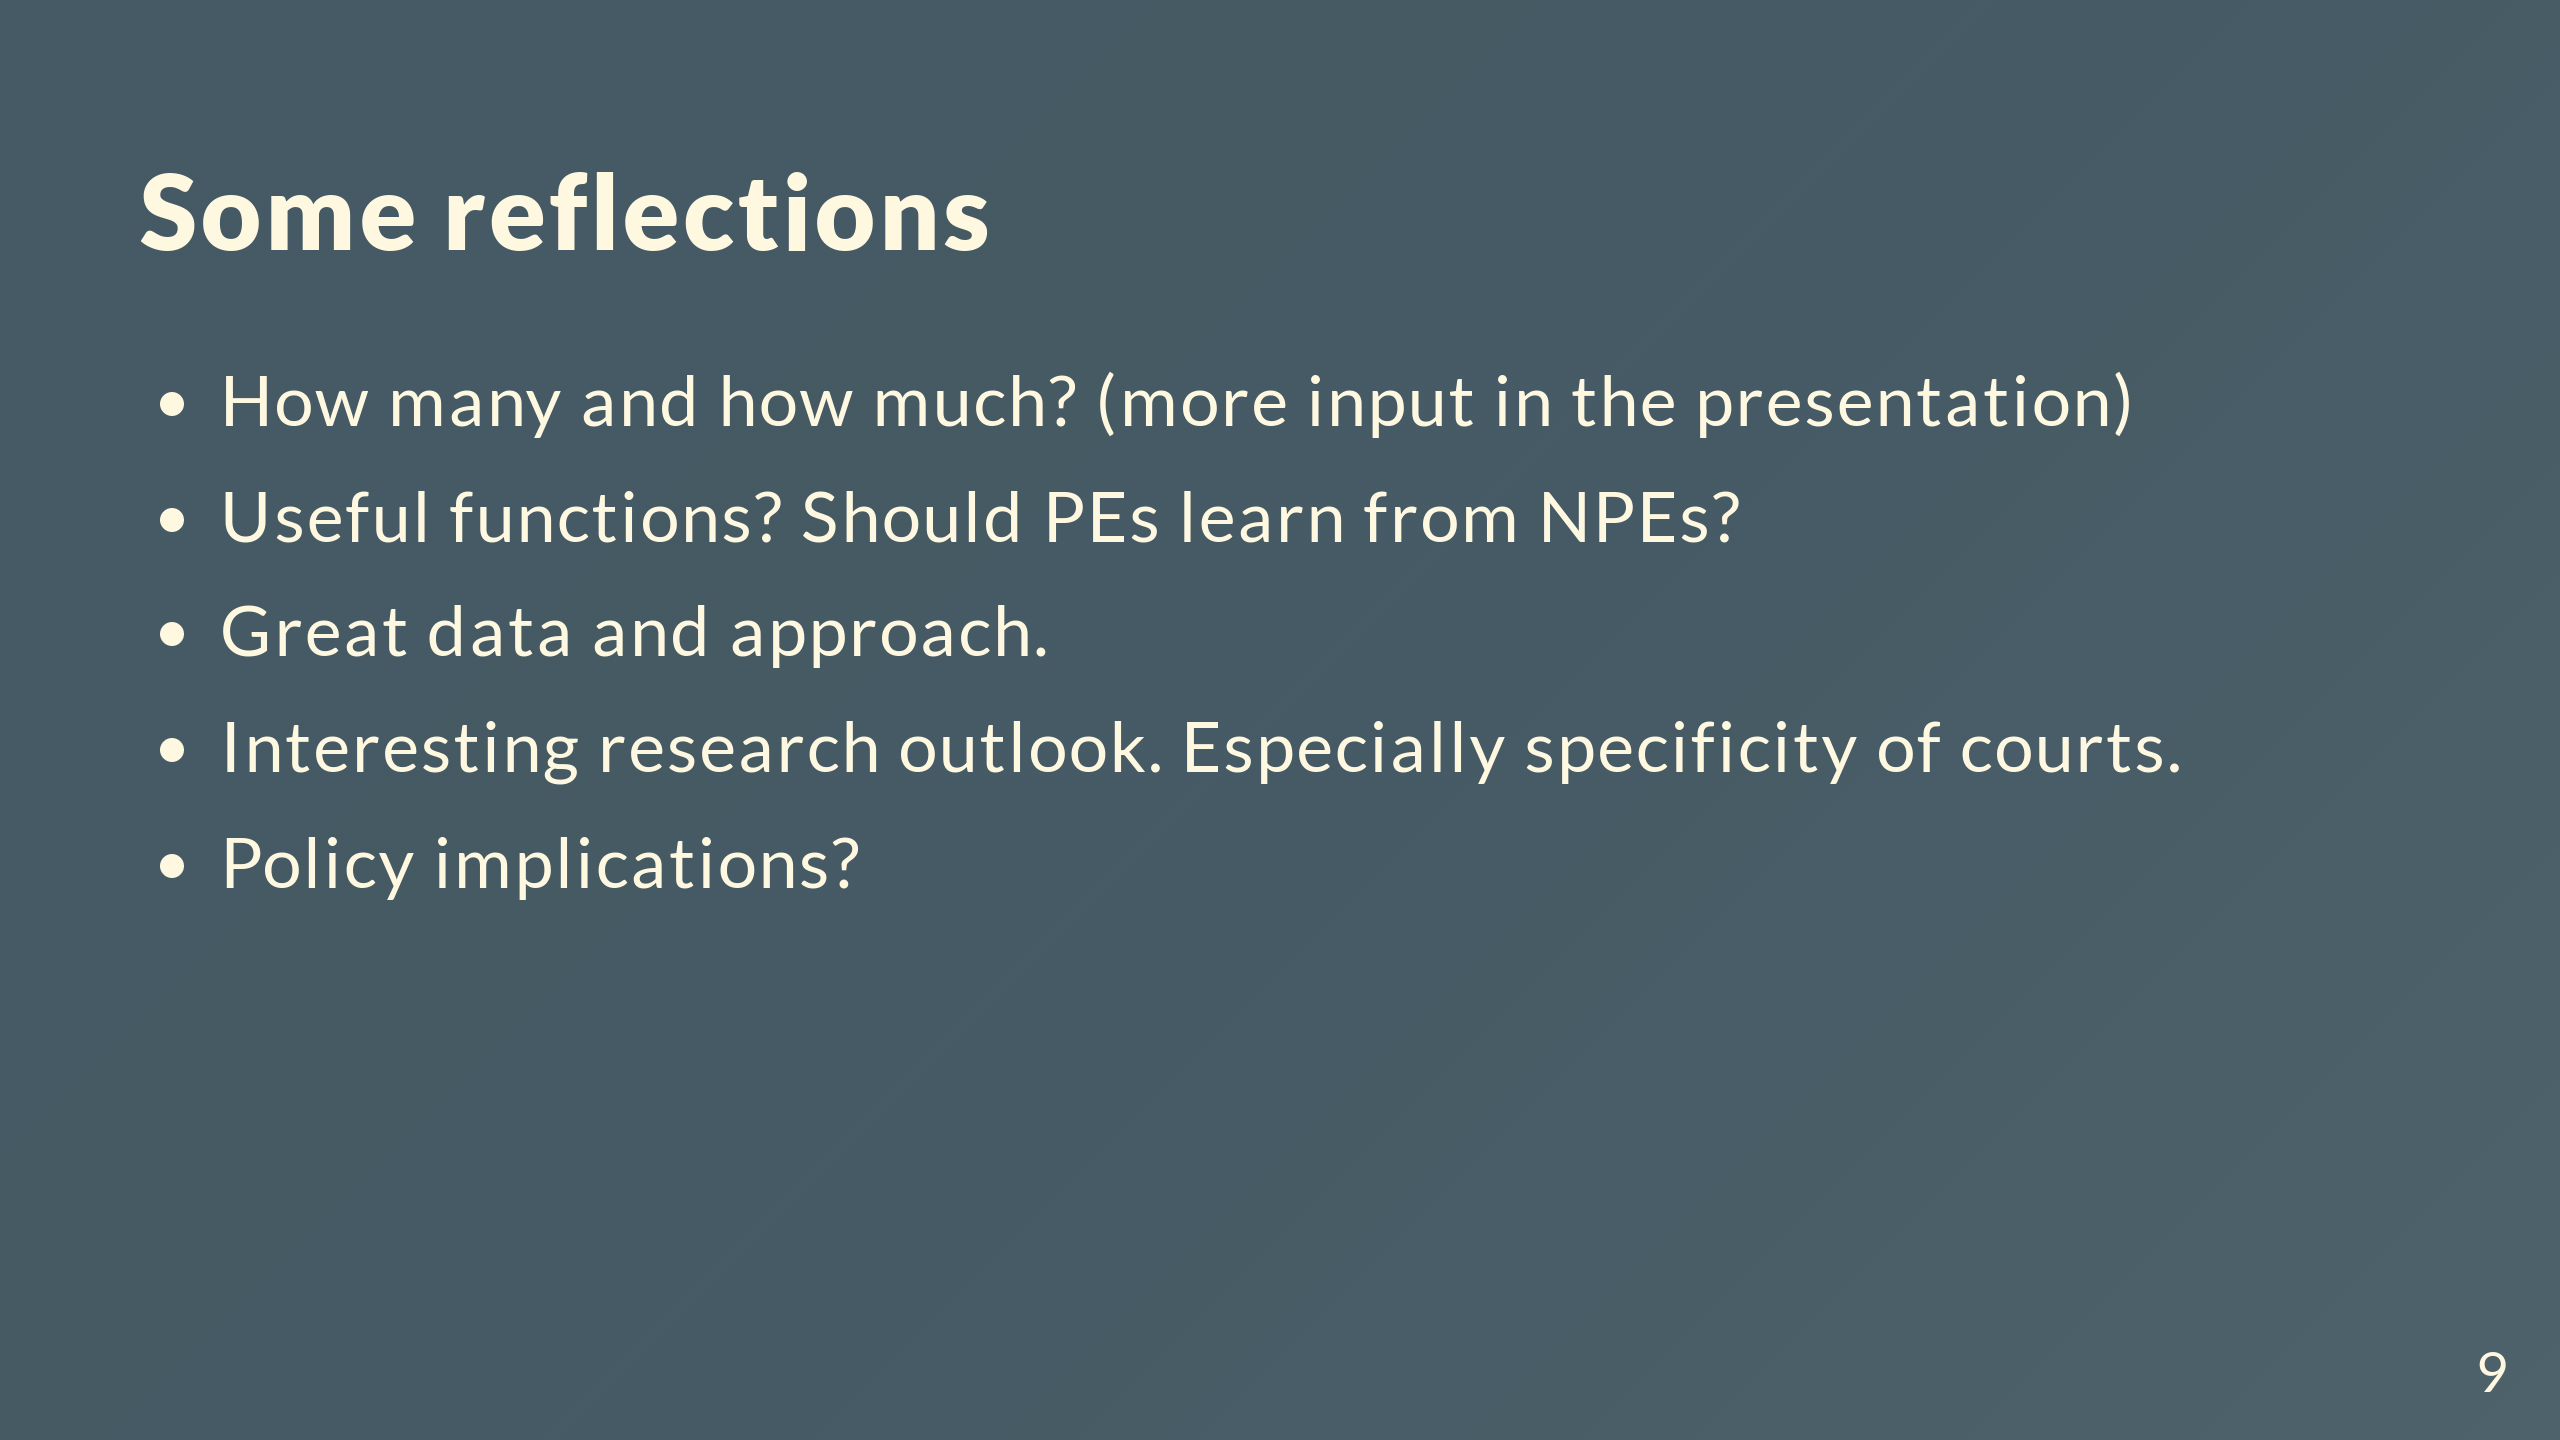 Some reflections
• How many and how much? (more input in the presentation)
• Useful functions? Should PEs learn from NPEs?
• Great data and approach.
• Interesting research outlook. Especially specificity of courts.
• Policy implications?
9